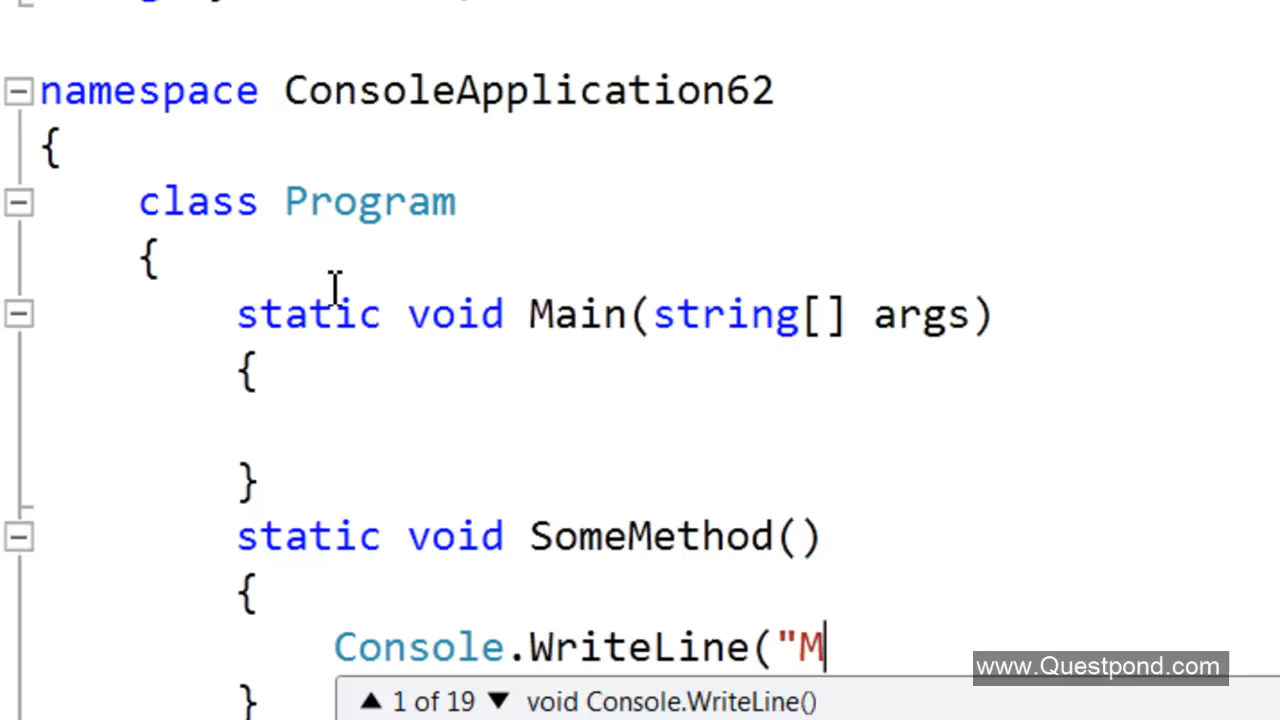 namespace ConsoleApplication62
{
class Program
{
static void Main(string[] args)
{
}
static void SomeMethod()
{
Console.WriteLine("M
www.Questpond.com
}
▲ 1 of 19 ▼ void Console.WriteLine()